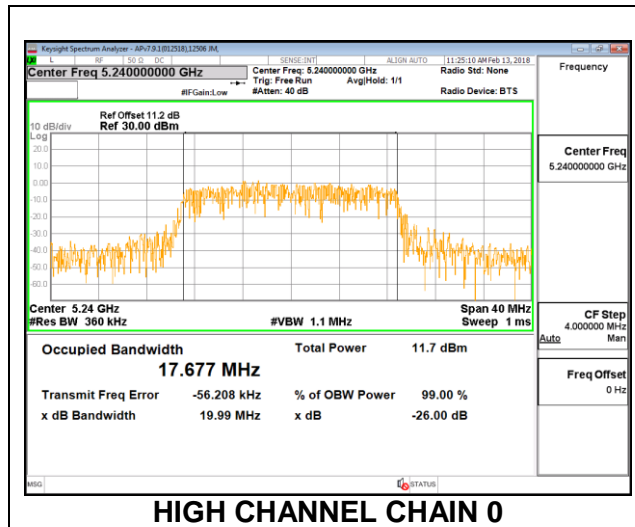 Keysight Spectrum Analyzer - APv7.9.1(012518),12506 JM,
L RF 50 Ω DC SENSE:INT ALIGN AUTO 11:25:10 AM Feb 13, 2018
Center Freq 5.240000000 GHz
Center Freq: 5.240000000 GHz
Radio Std: None
Trig: Free Run Avg|Hold: 1/1
#IFGain:Low #Atten: 40 dB Radio Device: BTS
Ref Offset 11.2 dB
10 dB/div Ref 30.00 dBm
Log
20.0
10.0
0.00
-10.0
-20.0
-30.0
-40.0
-50.0
-60.0
Center 5.24 GHz Span 40 MHz
#Res BW 360 kHz #VBW 1.1 MHz Sweep 1 ms
Occupied Bandwidth Total Power 11.7 dBm
17.677 MHz
Transmit Freq Error -56.208 kHz % of OBW Power 99.00 %
x dB Bandwidth 19.99 MHz x dB -26.00 dB
MSG STATUS
Frequency
Center Freq
5.240000000 GHz
CF Step
4.000000 MHz
Auto Man
Freq Offset
0 Hz
HIGH CHANNEL CHAIN 0